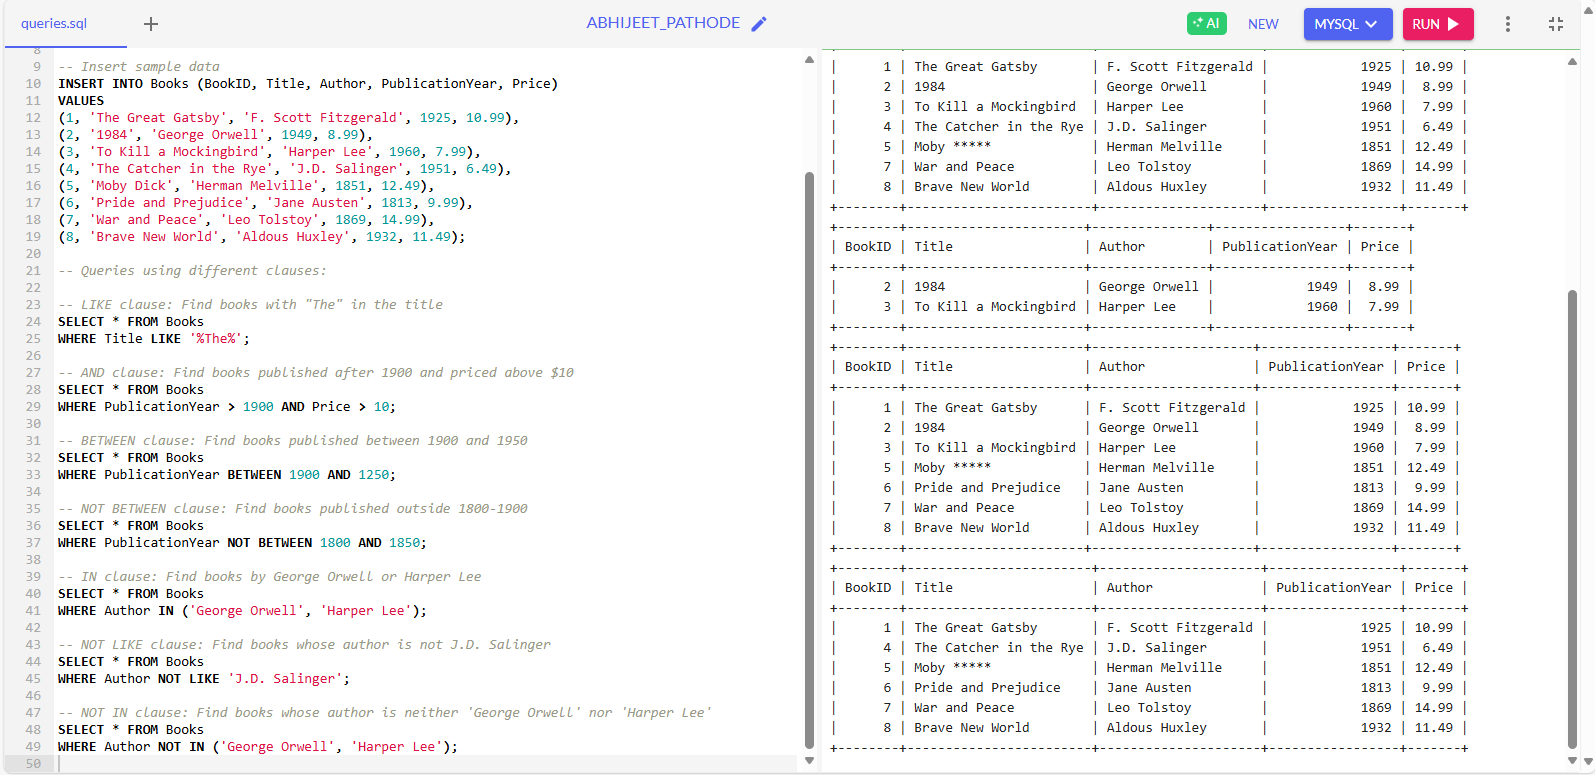 queries.sql + ABHIJEET_PATHODE AI NEW MYSQL RUN
8
9 -- Insert sample data
10 INSERT INTO Books (BookID, Title, Author, PublicationYear, Price)
11 VALUES
12 (1, 'The Great Gatsby', 'F. Scott Fitzgerald', 1925, 10.99),
13 (2, '1984', 'George Orwell', 1949, 8.99),
14 (3, 'To Kill a Mockingbird', 'Harper Lee', 1960, 7.99),
15 (4, 'The Catcher in the Rye', 'J.D. Salinger', 1951, 6.49),
16 (5, 'Moby Dick', 'Herman Melville', 1851, 12.49),
17 (6, 'Pride and Prejudice', 'Jane Austen', 1813, 9.99),
18 (7, 'War and Peace', 'Leo Tolstoy', 1869, 14.99),
19 (8, 'Brave New World', 'Aldous Huxley', 1932, 11.49);
20
21 -- Queries using different clauses:
22
23 -- LIKE clause: Find books with "The" in the title
24 SELECT * FROM Books
25 WHERE Title LIKE '%The%';
26
27 -- AND clause: Find books published after 1900 and priced above $10
28 SELECT * FROM Books
29 WHERE PublicationYear > 1900 AND Price > 10;
30
31 -- BETWEEN clause: Find books published between 1900 and 1950
32 SELECT * FROM Books
33 WHERE PublicationYear BETWEEN 1900 AND 1250;
34
35 -- NOT BETWEEN clause: Find books published outside 1800-1900
36 SELECT * FROM Books
37 WHERE PublicationYear NOT BETWEEN 1800 AND 1850;
38
39 -- IN clause: Find books by George Orwell or Harper Lee
40 SELECT * FROM Books
41 WHERE Author IN ('George Orwell', 'Harper Lee');
42
43 -- NOT LIKE clause: Find books whose author is not J.D. Salinger
44 SELECT * FROM Books
45 WHERE Author NOT LIKE 'J.D. Salinger';
46
47 -- NOT IN clause: Find books whose author is neither 'George Orwell' nor 'Harper Lee'
48 SELECT * FROM Books
49 WHERE Author NOT IN ('George Orwell', 'Harper Lee');
50
| 1 | The Great Gatsby | F. Scott Fitzgerald | 1925 | 10.99 |
| 2 | 1984 | George Orwell | 1949 | 8.99 |
| 3 | To Kill a Mockingbird | Harper Lee | 1960 | 7.99 |
| 4 | The Catcher in the Rye | J.D. Salinger | 1951 | 6.49 |
| 5 | Moby ***** | Herman Melville | 1851 | 12.49 |
| 7 | War and Peace | Leo Tolstoy | 1869 | 14.99 |
| 8 | Brave New World | Aldous Huxley | 1932 | 11.49 |
| BookID | Title | Author | PublicationYear | Price |
| 2 | 1984 | George Orwell | 1949 | 8.99 |
| 3 | To Kill a Mockingbird | Harper Lee | 1960 | 7.99 |
| BookID | Title | Author | PublicationYear | Price |
| 1 | The Great Gatsby | F. Scott Fitzgerald | 1925 | 10.99 |
| 2 | 1984 | George Orwell | 1949 | 8.99 |
| 3 | To Kill a Mockingbird | Harper Lee | 1960 | 7.99 |
| 5 | Moby ***** | Herman Melville | 1851 | 12.49 |
| 6 | Pride and Prejudice | Jane Austen | 1813 | 9.99 |
| 7 | War and Peace | Leo Tolstoy | 1869 | 14.99 |
| 8 | Brave New World | Aldous Huxley | 1932 | 11.49 |
| BookID | Title | Author | PublicationYear | Price |
| 1 | The Great Gatsby | F. Scott Fitzgerald | 1925 | 10.99 |
| 4 | The Catcher in the Rye | J.D. Salinger | 1951 | 6.49 |
| 5 | Moby ***** | Herman Melville | 1851 | 12.49 |
| 6 | Pride and Prejudice | Jane Austen | 1813 | 9.99 |
| 7 | War and Peace | Leo Tolstoy | 1869 | 14.99 |
| 8 | Brave New World | Aldous Huxley | 1932 | 11.49 |